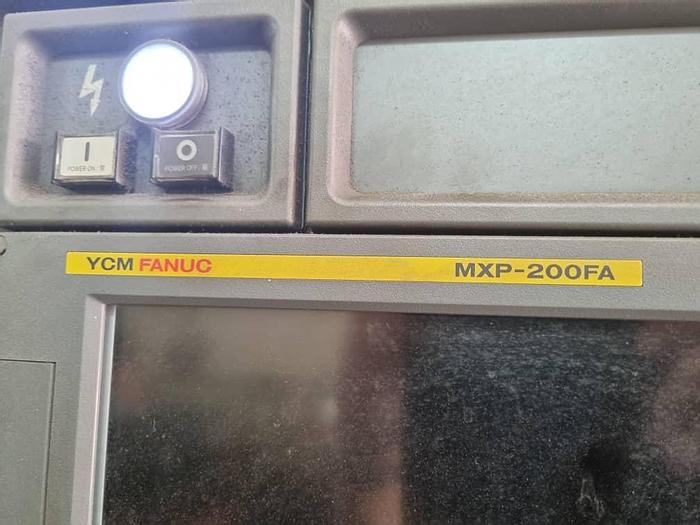 I
O
POWER ON /
POWER OFF /
YCM FANUC
MXP-200FA